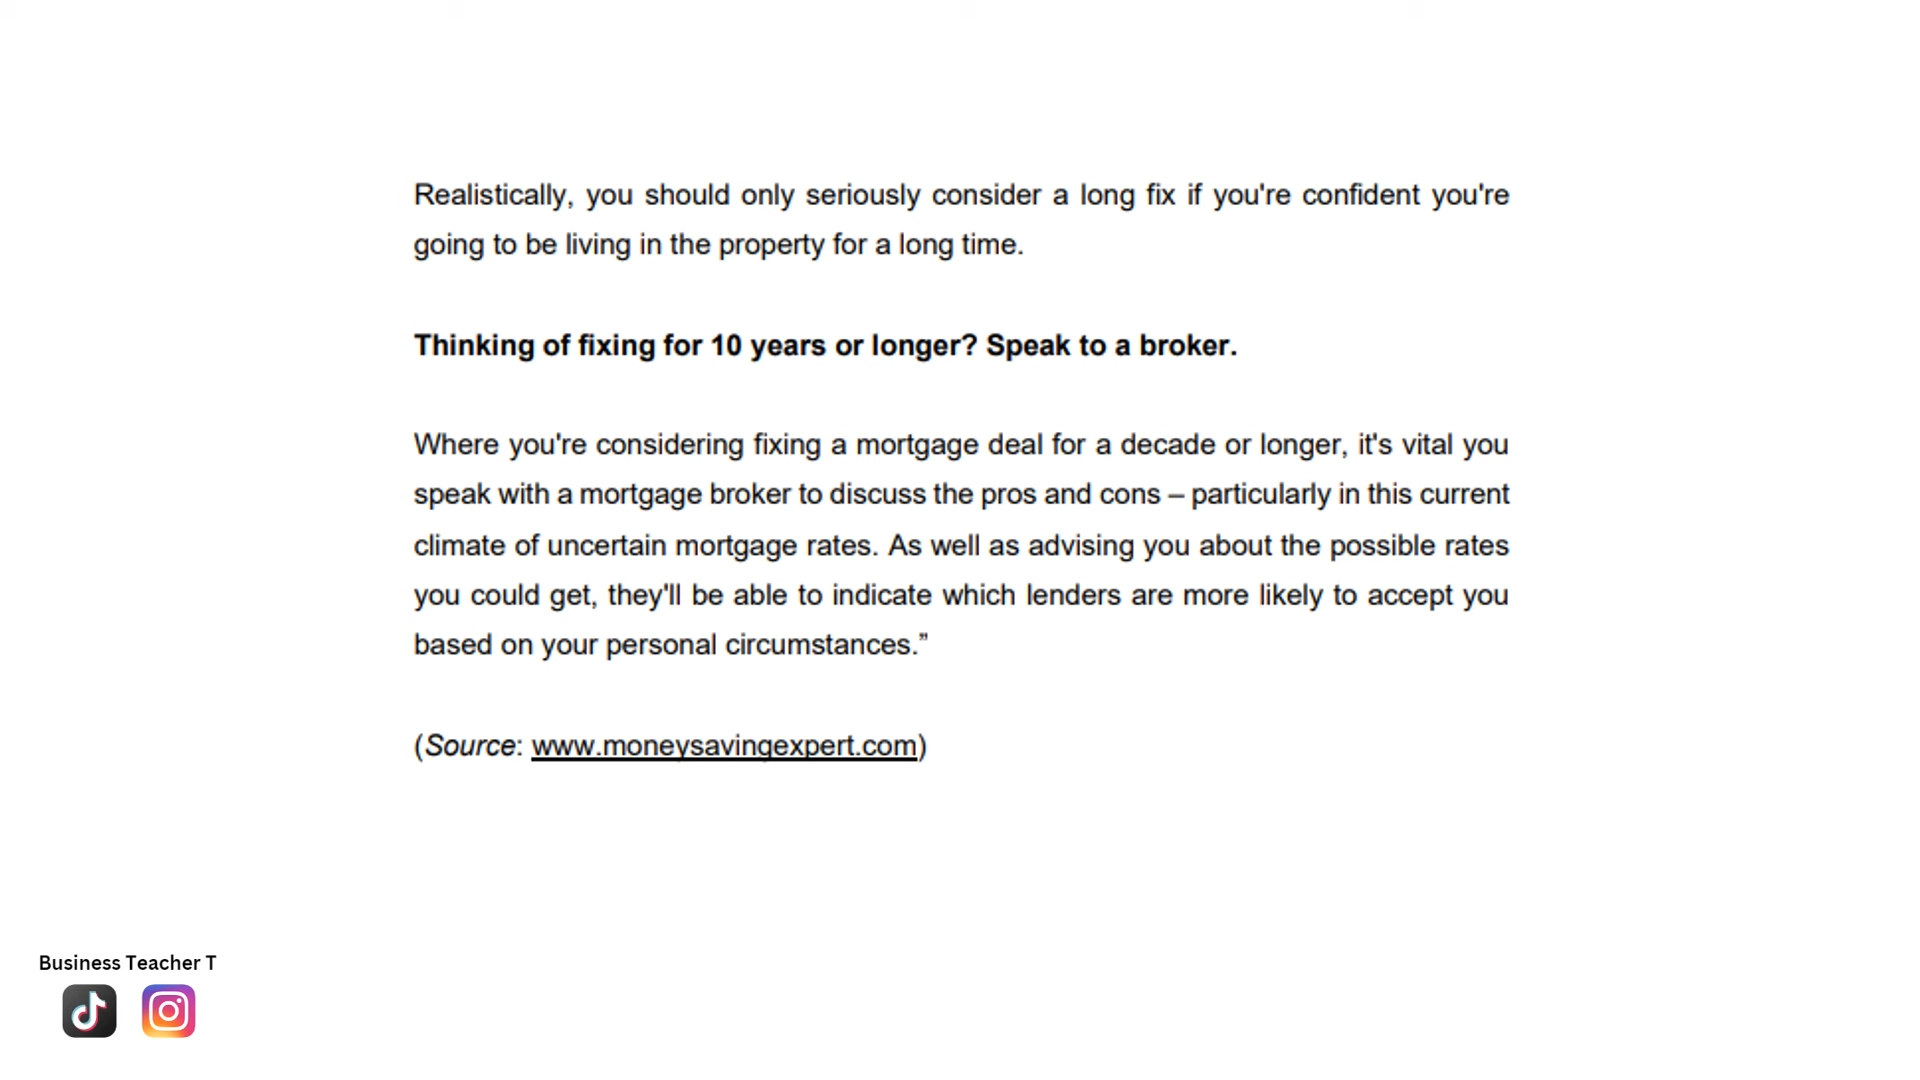 Realistically, you should only seriously consider a long fix if you're confident you're
going to be living in the property for a long time.
Thinking of fixing for 10 years or longer? Speak to a broker.
Where you're considering fixing a mortgage deal for a decade or longer, it's vital you
speak with a mortgage broker to discuss the pros and cons – particularly in this current
climate of uncertain mortgage rates. As well as advising you about the possible rates
you could get, they'll be able to indicate which lenders are more likely to accept you
based on your personal circumstances.”
(Source: www.moneysavingexpert.com)
Business Teacher T